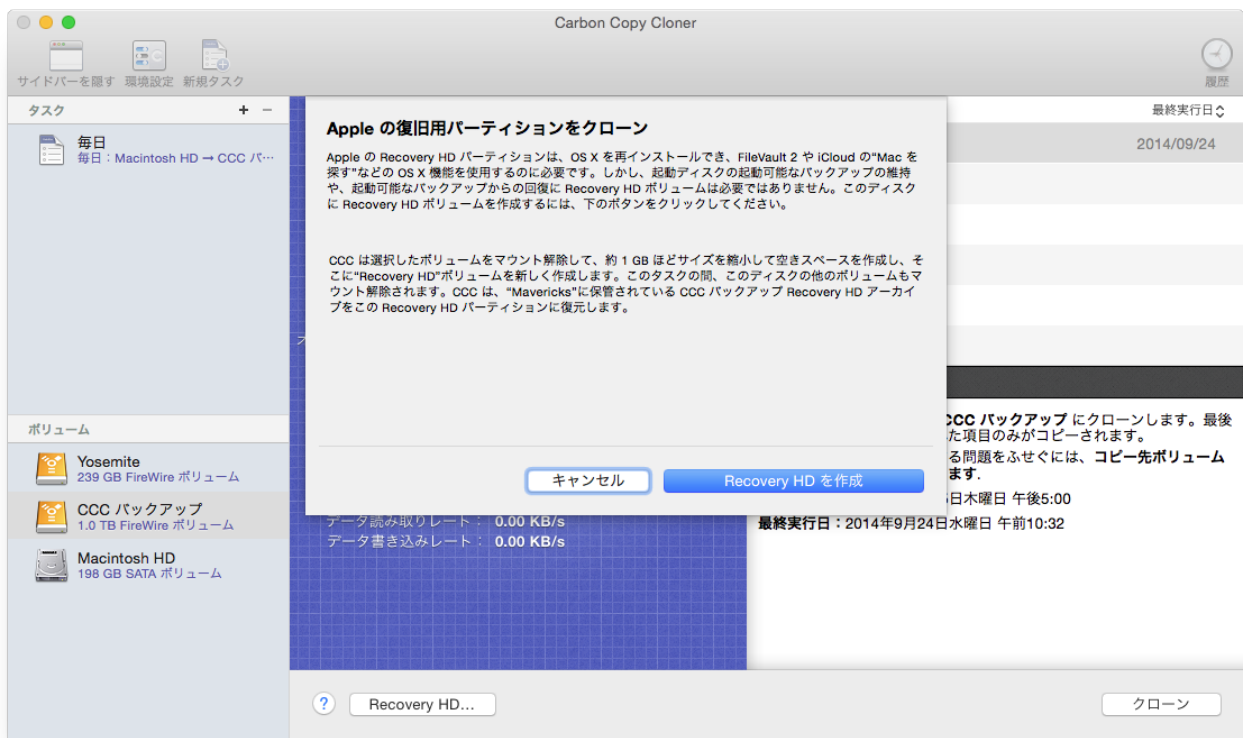 Carbon Copy Cloner
サイドバーを隠す 環境設定 新規タスク
履歴
タスク + −
毎日
毎日：Macintosh HD → CCC バ…
最終実行日
2014/09/24
Apple の復旧用パーティションをクローン
Apple の Recovery HD パーティションは、OS X を再インストールでき、FileVault 2 や iCloud の“Mac を
探す”などの OS X 機能を使用するのに必要です。しかし、起動ディスクの起動可能なバックアップの維持
や、起動可能なバックアップからの回復に Recovery HD ボリュームは必要ではありません。このディスク
に Recovery HD ボリュームを作成するには、下のボタンをクリックしてください。
CCC は選択したボリュームをマウント解除して、約 1 GB ほどサイズを縮小して空きスペースを作成し、そ
こに“Recovery HD”ボリュームを新しく作成します。このタスクの間、このディスクの他のボリュームもマ
ウント解除されます。CCC は、“Mavericks”に保管されている CCC バックアップ Recovery HD アーカイ
ブをこの Recovery HD パーティションに復元します。
キャンセル
Recovery HD を作成
ボリューム
Yosemite
239 GB FireWire ボリューム
CCC バックアップ
1.0 TB FireWire ボリューム
Macintosh HD
198 GB SATA ボリューム
データ読み取りレート： 0.00 KB/s
データ書き込みレート： 0.00 KB/s
CCC バックアップ にクローンします。最後
た項目のみがコピーされます。
る問題をふせぐには、コピー先ボリューム
ます.
日木曜日 午後5:00
最終実行日：2014年9月24日水曜日 午前10:32
?
Recovery HD...
クローン